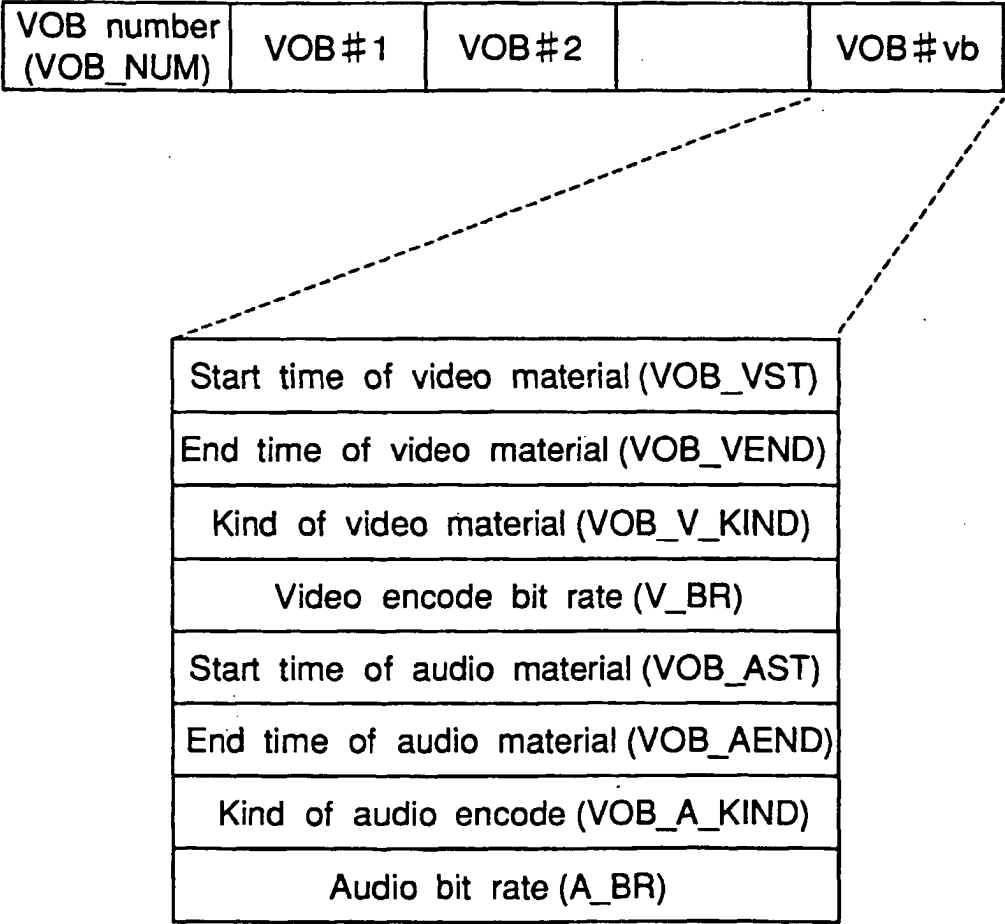 VOB number
(VOB_NUM)
VOB#1
VOB#2
VOB#vb
Start time of video material (VOB_VST)
End time of video material (VOB_VEND)
Kind of video material (VOB_V_KIND)
Video encode bit rate (V_BR)
Start time of audio material (VOB_AST)
End time of audio material (VOB_AEND)
Kind of audio encode (VOB_A_KIND)
Audio bit rate (A_BR)